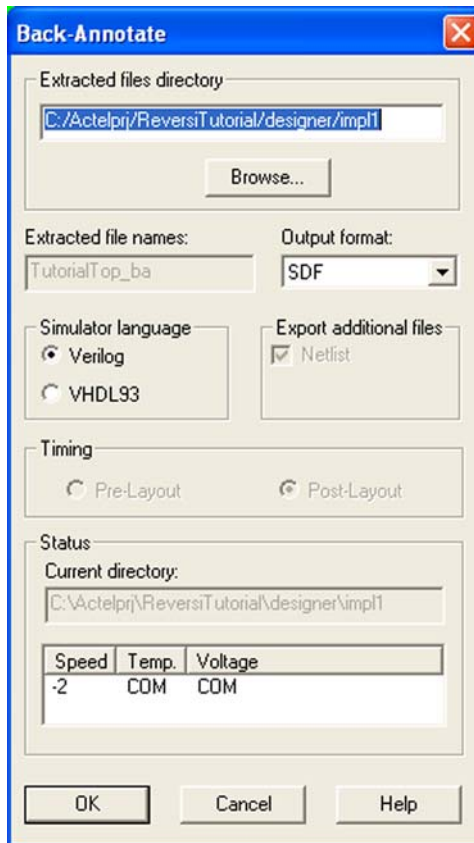 Back-Annotate
Extracted files directory
C:/Actelprj/ReversiTutorial/designer/impl1
Browse...
Extracted file names:
Output format:
TutorialTop_ba
SDF
Simulator language
Export additional files
Verilog
Netlist
VHDL93
Timing
Pre-Layout
Post-Layout
Status
Current directory:
C:\Actelprj\ReversiTutorial\designer\impl1
Speed Temp. Voltage
-2 COM COM
OK Cancel Help